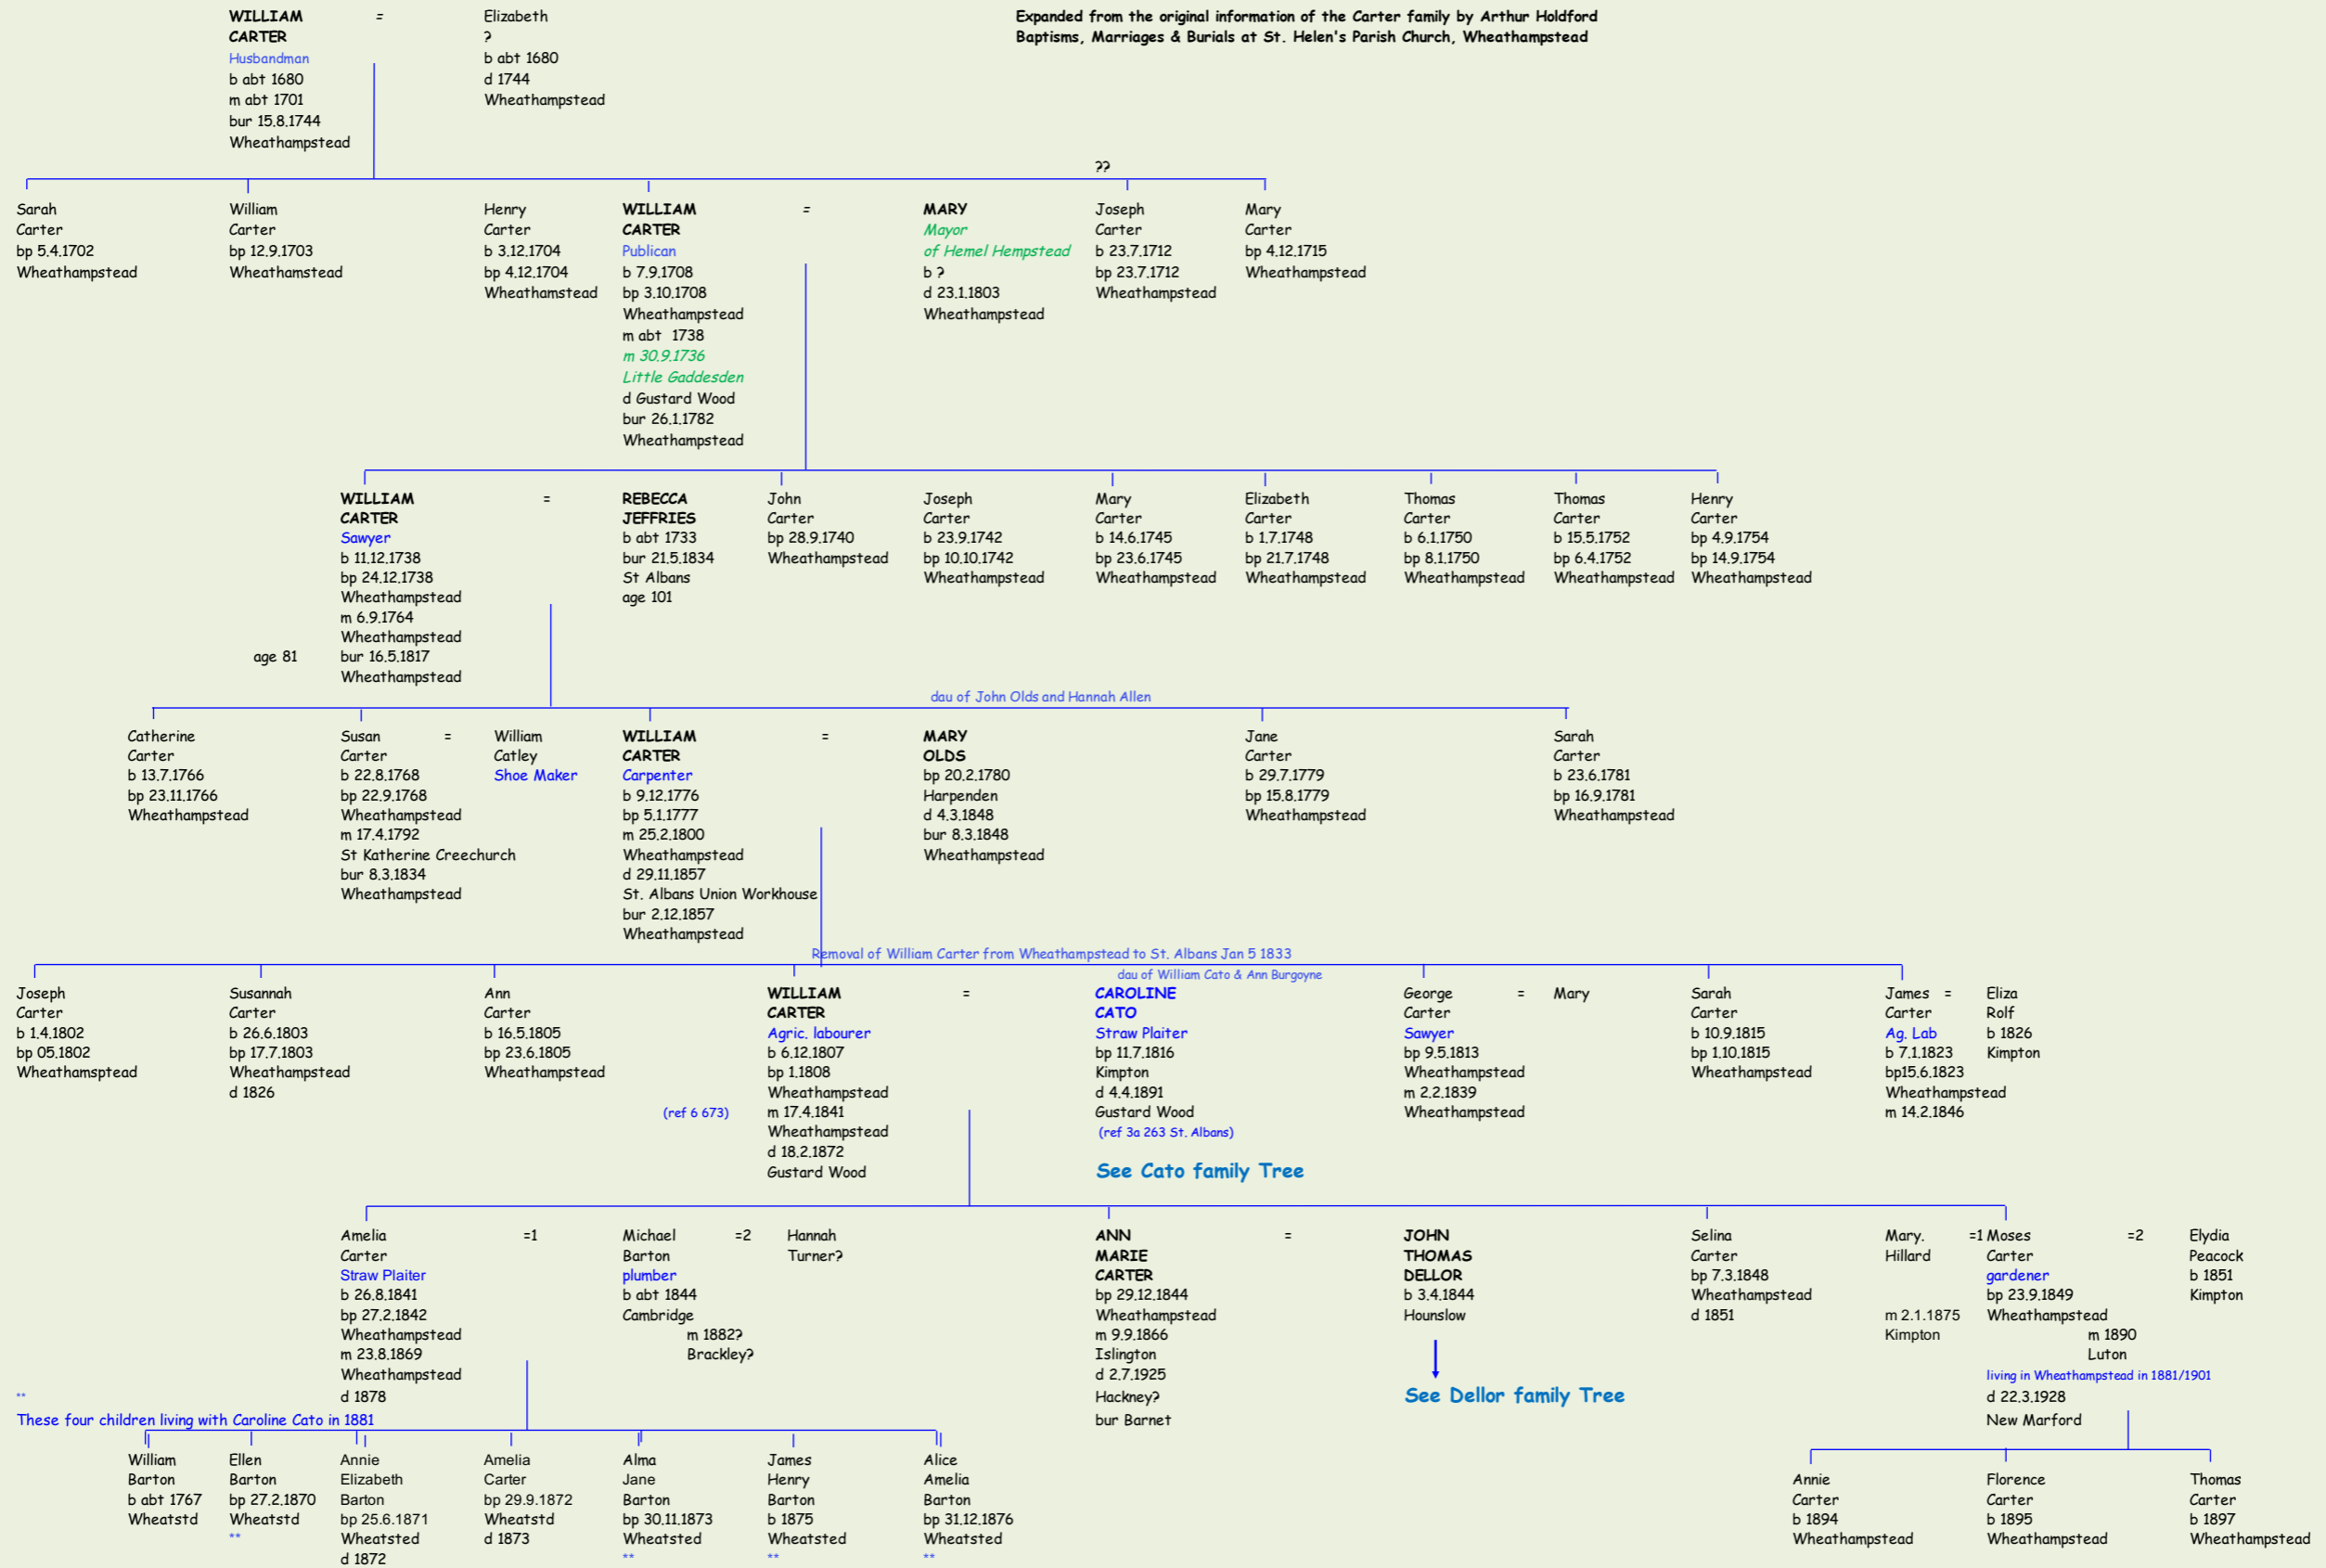 WILLIAM
CARTER
Husbandman
b abt 1680
m abt 1701
bur 15.8.1744
Wheathampstead
=
Elizabeth
?
b abt 1680
d 1744
Wheathampstead
Expanded from the original information of the Carter family by Arthur Holdford
Baptisms, Marriages & Burials at St. Helen's Parish Church, Wheathampstead
??
Sarah
Carter
bp 5.4.1702
Wheathampstead
William
Carter
bp 12.9.1703
Wheathamstead
Henry
Carter
b 3.12.1704
bp 4.12.1704
Wheathamstead
WILLIAM
CARTER
Publican
b 7.9.1708
bp 3.10.1708
Wheathampstead
m abt 1738
m 30.9.1736
Little Gaddesden
d Gustard Wood
bur 26.1.1782
Wheathampstead
=
MARY
Mayor
of Hemel Hempstead
b ?
d 23.1.1803
Wheathampstead
Joseph
Carter
b 23.7.1712
bp 23.7.1712
Wheathampstead
Mary
Carter
bp 4.12.1715
Wheathampstead
WILLIAM
CARTER
Sawyer
b 11.12.1738
bp 24.12.1738
Wheathampstead
m 6.9.1764
Wheathampstead
age 81
bur 16.5.1817
Wheathampstead
=
REBECCA
JEFFRIES
b abt 1733
bur 21.5.1834
St Albans
age 101
John
Carter
bp 28.9.1740
Wheathampstead
Joseph
Carter
b 23.9.1742
bp 10.10.1742
Wheathampstead
Mary
Carter
b 14.6.1745
bp 23.6.1745
Wheathampstead
Elizabeth
Carter
b 1.7.1748
bp 21.7.1748
Wheathampstead
Thomas
Carter
b 6.1.1750
bp 8.1.1750
Wheathampstead
Thomas
Carter
b 15.5.1752
bp 6.4.1752
Wheathampstead
Henry
Carter
bp 4.9.1754
bp 14.9.1754
Wheathampstead
dau of John Olds and Hannah Allen
Catherine
Carter
b 13.7.1766
bp 23.11.1766
Wheathampstead
Susan
Carter
b 22.8.1768
bp 22.9.1768
Wheathampstead
m 17.4.1792
St Katherine Creechurch
bur 8.3.1834
Wheathampstead
=
William
Catley
Shoe Maker
WILLIAM
CARTER
Carpenter
b 9.12.1776
bp 5.1.1777
m 25.2.1800
Wheathampstead
d 29.11.1857
St. Albans Union Workhouse
bur 2.12.1857
Wheathampstead
=
MARY
OLDS
bp 20.2.1780
Harpenden
d 4.3.1848
bur 8.3.1848
Wheathampstead
Jane
Carter
b 29.7.1779
bp 15.8.1779
Wheathampstead
Sarah
Carter
b 23.6.1781
bp 16.9.1781
Wheathampstead
Removal of William Carter from Wheathampstead to St. Albans Jan 5 1833
dau of William Cato & Ann Burgoyne
Joseph
Carter
b 1.4.1802
bp 05.1802
Wheathamsptead
Susannah
Carter
b 26.6.1803
bp 17.7.1803
Wheathampstead
d 1826
Ann
Carter
b 16.5.1805
bp 23.6.1805
Wheathampstead
(ref 6 673)
WILLIAM
CARTER
Agric. labourer
b 6.12.1807
bp 1.1808
Wheathampstead
m 17.4.1841
Wheathampstead
d 18.2.1872
Gustard Wood
=
CAROLINE
CATO
Straw Plaiter
bp 11.7.1816
Kimpton
d 4.4.1891
Gustard Wood
(ref 3a 263 St. Albans)
See Cato family Tree
George
Carter
Sawyer
bp 9.5.1813
Wheathampstead
m 2.2.1839
Wheathampstead
=
Mary
Sarah
Carter
b 10.9.1815
bp 1.10.1815
Wheathampstead
James
Carter
Ag. Lab
b 7.1.1823
bp15.6.1823
Wheathampstead
m 14.2.1846
=
Eliza
Rolf
b 1826
Kimpton
Amelia
Carter
Straw Plaiter
b 26.8.1841
bp 27.2.1842
Wheathampstead
m 23.8.1869
Wheathampstead
d 1878
=1
Michael
Barton
plumber
b abt 1844
Cambridge
m 1882?
Brackley?
=2
Hannah
Turner?
ANN
MARIE
CARTER
bp 29.12.1844
Wheathampstead
m 9.9.1866
Islington
d 2.7.1925
Hackney?
bur Barnet
=
JOHN
THOMAS
DELLOR
b 3.4.1844
Hounslow
See Dellor family Tree
Selina
Carter
bp 7.3.1848
Wheathampstead
d 1851
Mary.
Hillard
m 2.1.1875
Kimpton
=1
Moses
Carter
gardener
bp 23.9.1849
Wheathampstead
m 1890
Luton
living in Wheathampstead in 1881/1901
d 22.3.1928
New Marford
=2
Elydia
Peacock
b 1851
Kimpton
**
These four children living with Caroline Cato in 1881
William
Barton
b abt 1767
Wheatstd
Ellen
Barton
bp 27.2.1870
Wheatstd
**
Annie
Elizabeth
Barton
bp 25.6.1871
Wheatsted
d 1872
Amelia
Carter
bp 29.9.1872
Wheatstd
d 1873
Alma
Jane
Barton
bp 30.11.1873
Wheatsted
**
James
Henry
Barton
b 1875
Wheatsted
**
Alice
Amelia
Barton
bp 31.12.1876
Wheatsted
**
Annie
Carter
b 1894
Wheathampstead
Florence
Carter
b 1895
Wheathampstead
Thomas
Carter
b 1897
Wheathampstead